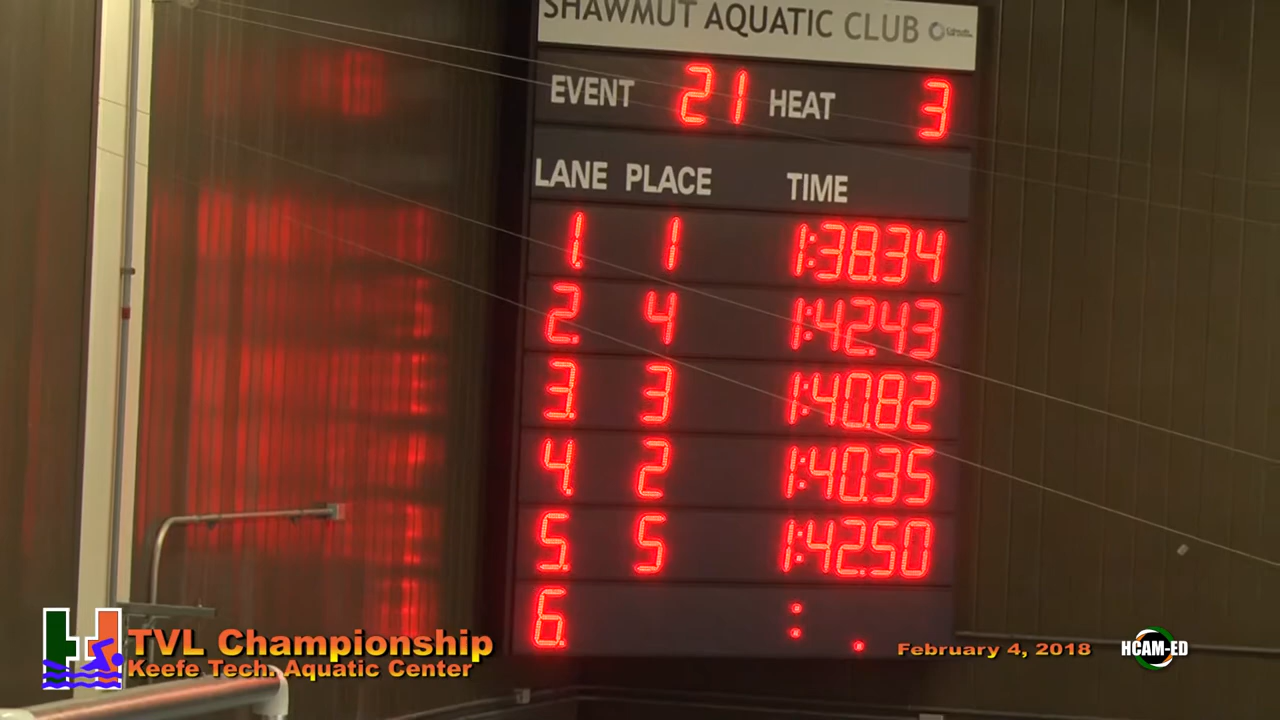 SHAWMUT AQUATIC CLUB
EVENT 21 HEAT 3
LANE PLACE TIME
1. 1 1:38.34
2. 4 1:42.43
3. 3 1:40.82
4. 2 1:40.35
5. 5 1:42.50
6. : .
TVL Championship
Keefe Tech. Aquatic Center
February 4, 2018
HCAM-ED